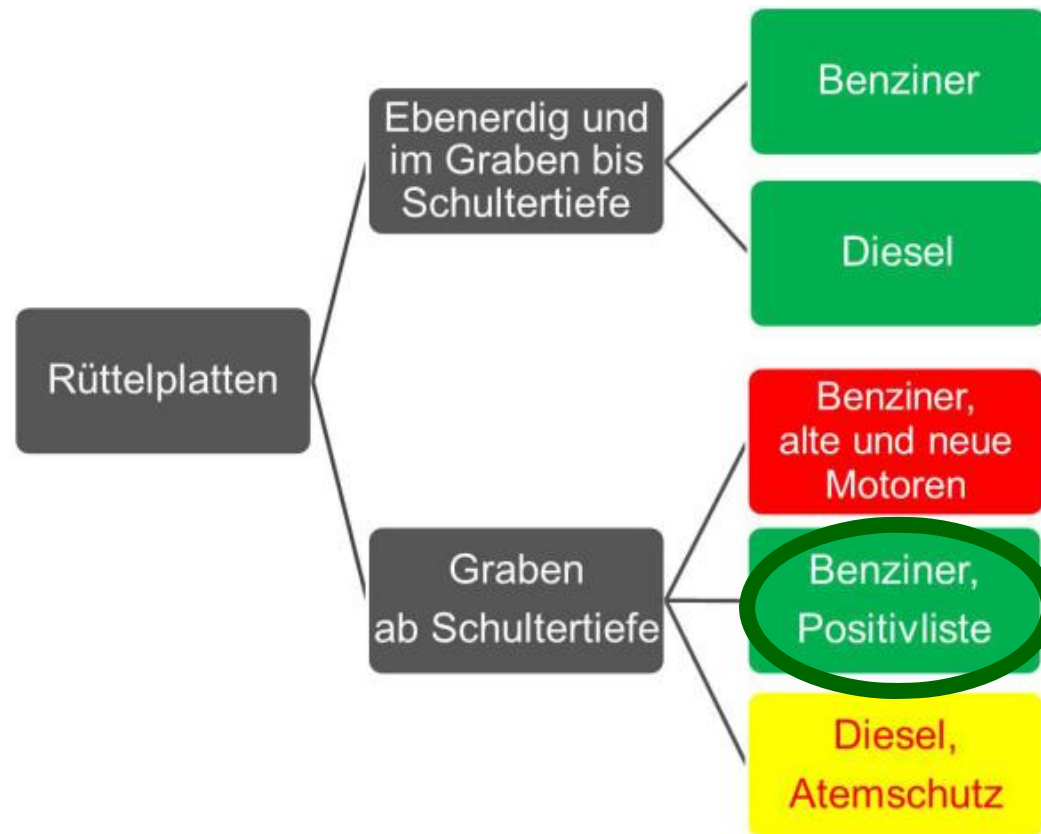 Rüttelplatten
Ebenerdig und
im Graben bis
Schultertiefe
Benziner
Diesel
Graben
ab Schultertiefe
Benziner,
alte und neue
Motoren
Benziner,
Positivliste
Diesel,
Atemschutz